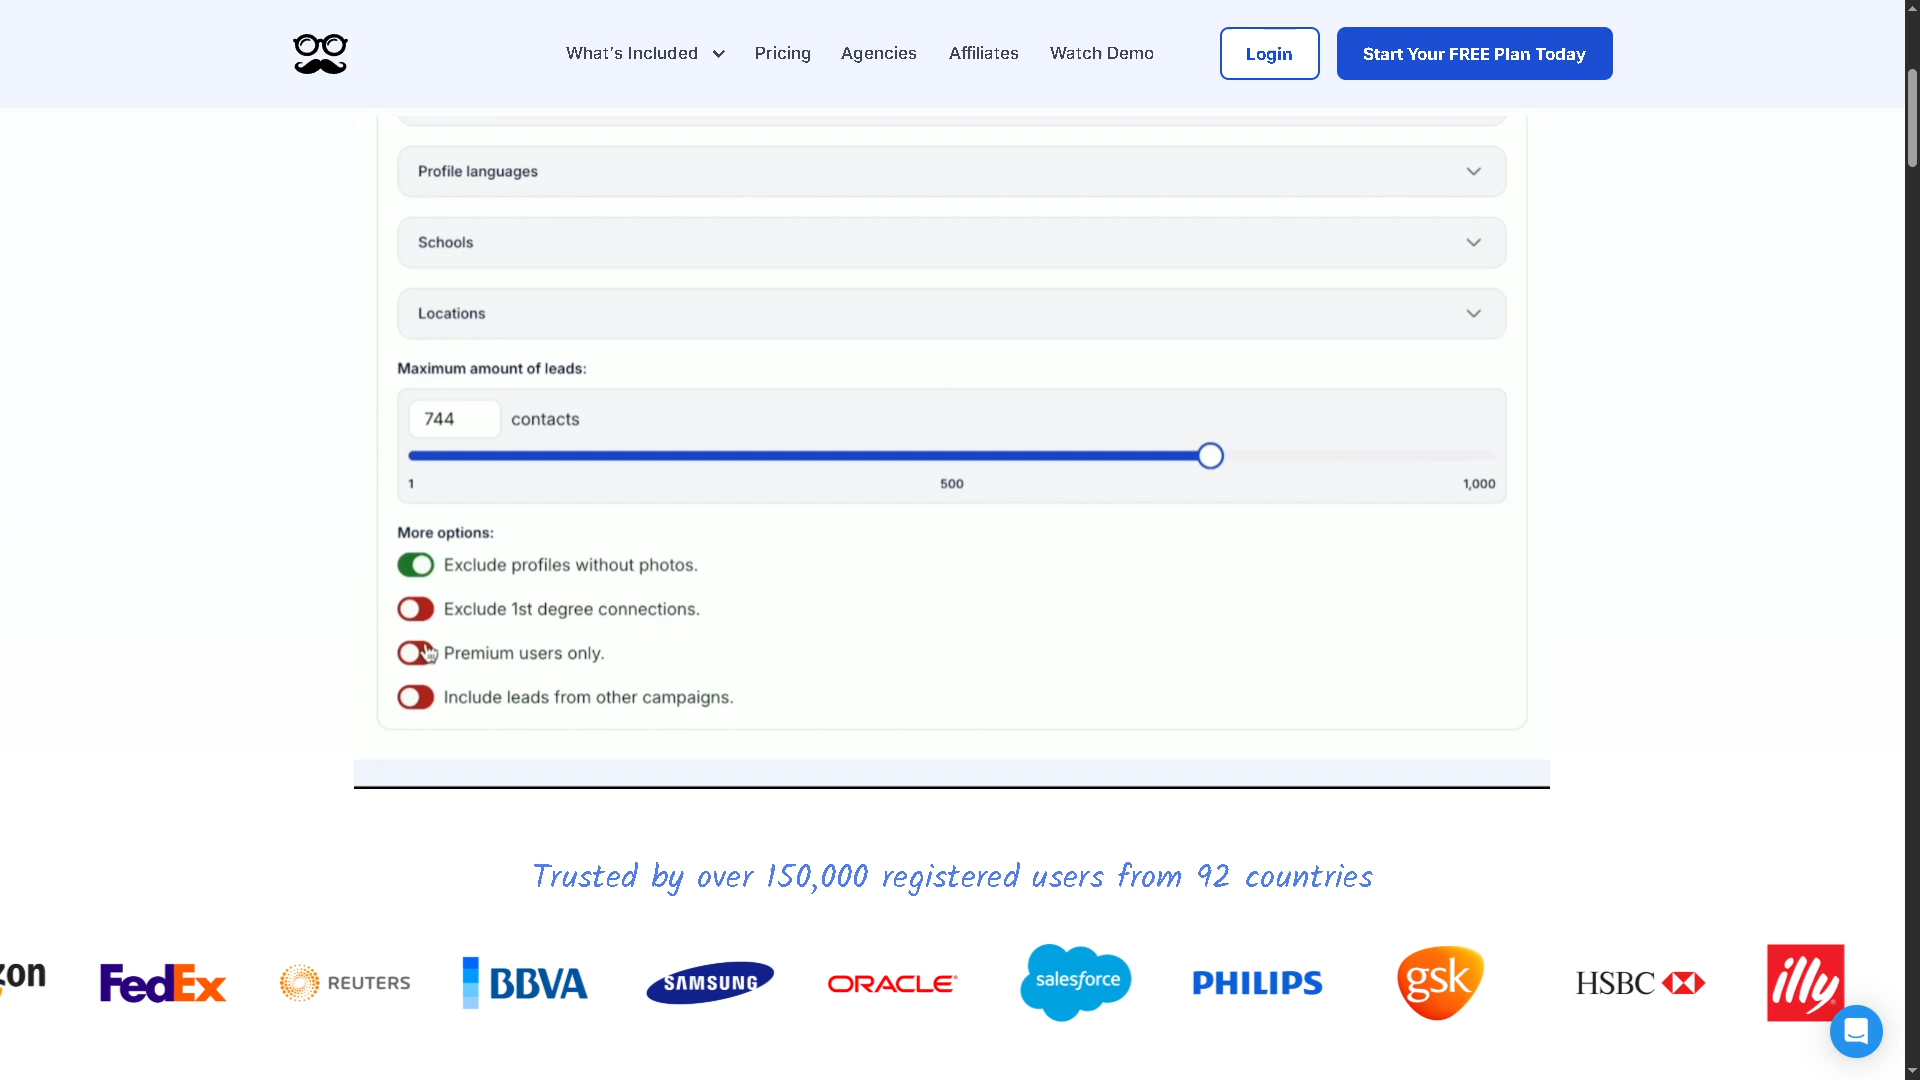 What's Included
Pricing
Agencies
Affiliates
Watch Demo
Login
Start Your FREE Plan Today
Profile languages
Schools
Locations
Maximum amount of leads:
744 contacts
1 500 1,000
More options:
Exclude profiles without photos.
Exclude 1st degree connections.
Premium users only.
Include leads from other campaigns.
Trusted by over 150,000 registered users from 92 countries
zon
FedEx
REUTERS
BBVA
SAMSUNG
ORACLE
salesforce
PHILIPS
gsk
HSBC
illy